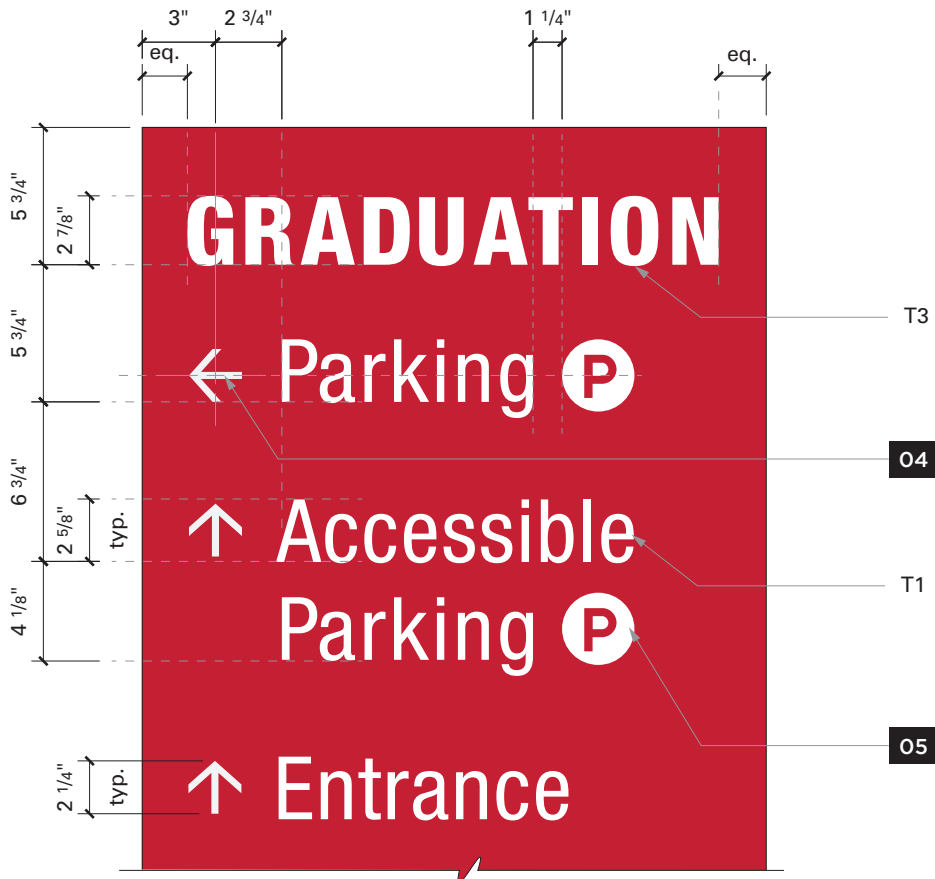 3" 2 3/4" 1 1/4"
eq. eq.
5 3/4"
2 7/8"
GRADUATION
T3
5 3/4"
Parking P
04
6 3/4"
2 5/8"
typ.
Accessible
T1
4 1/8"
Parking P
05
2 1/4"
typ.
Entrance